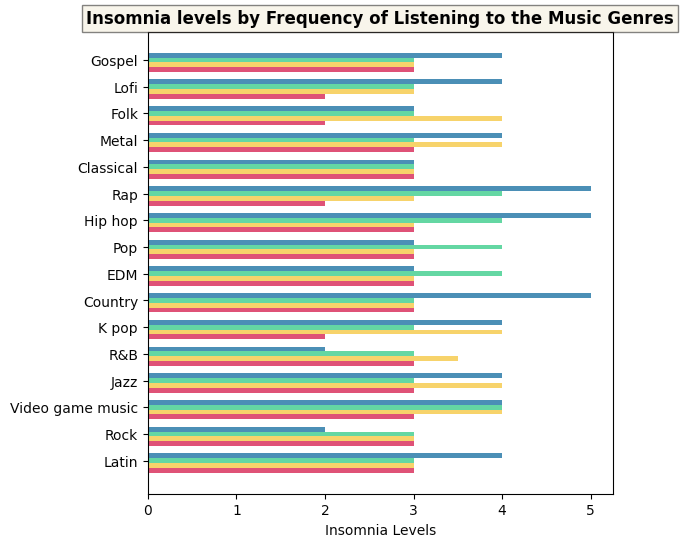 Insomnia levels by Frequency of Listening to the Music Genres
Gospel
Lofi
Folk
Metal
Classical
Rap
Hip hop
Pop
EDM
Country
K pop
R&B
Jazz
Video game music
Rock
Latin
0 1 2 3 4 5
Insomnia Levels